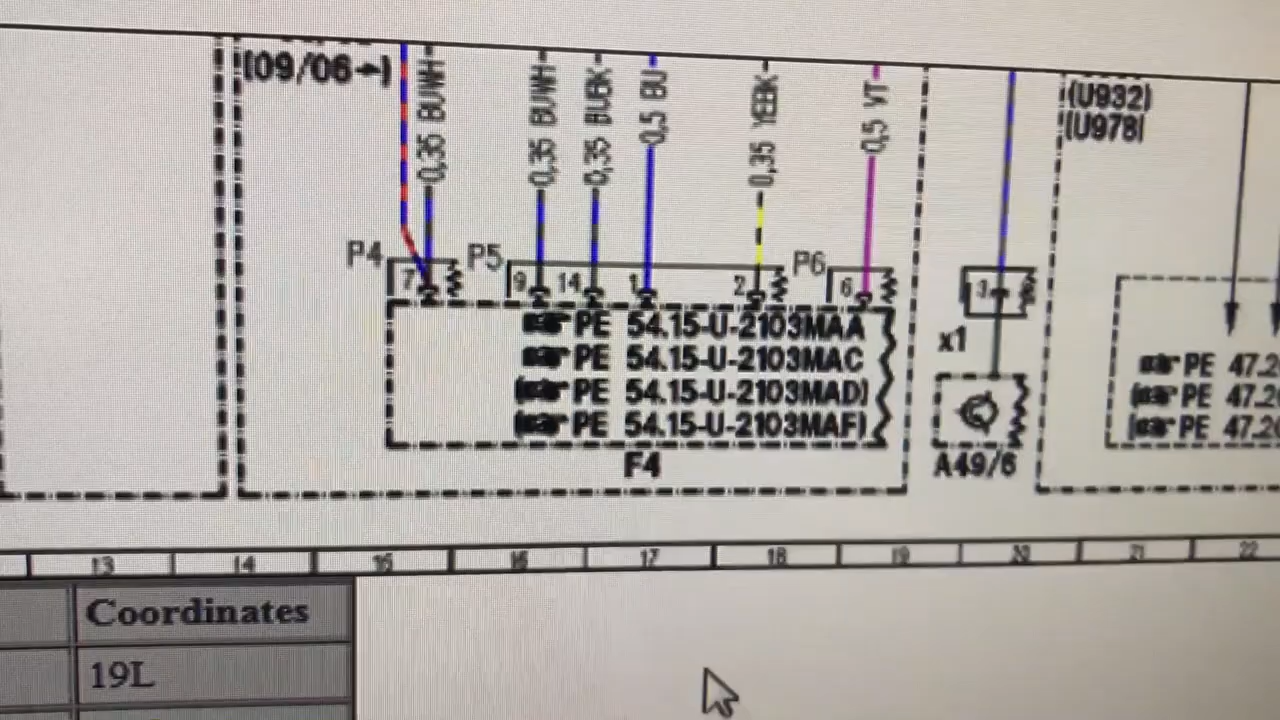 (09/06→)
0,35 BUWH
0,35 BUWH
0,35 BUBK
0,5 BU
0,35 YEBK
0,5 VT
(U932)
(U978)
P4
7
P5
9
14
1
2
P6
6
3
x1
PE 54.15-U-2103MAA
PE 54.15-U-2103MAC
(PE 54.15-U-2103MAD)
(PE 54.15-U-2103MAF)
F4
A49/6
PE 47.2
(PE 47.2
(PE 47.2
13 14 15 16 17 18 19 20 21 22
Coordinates
19L